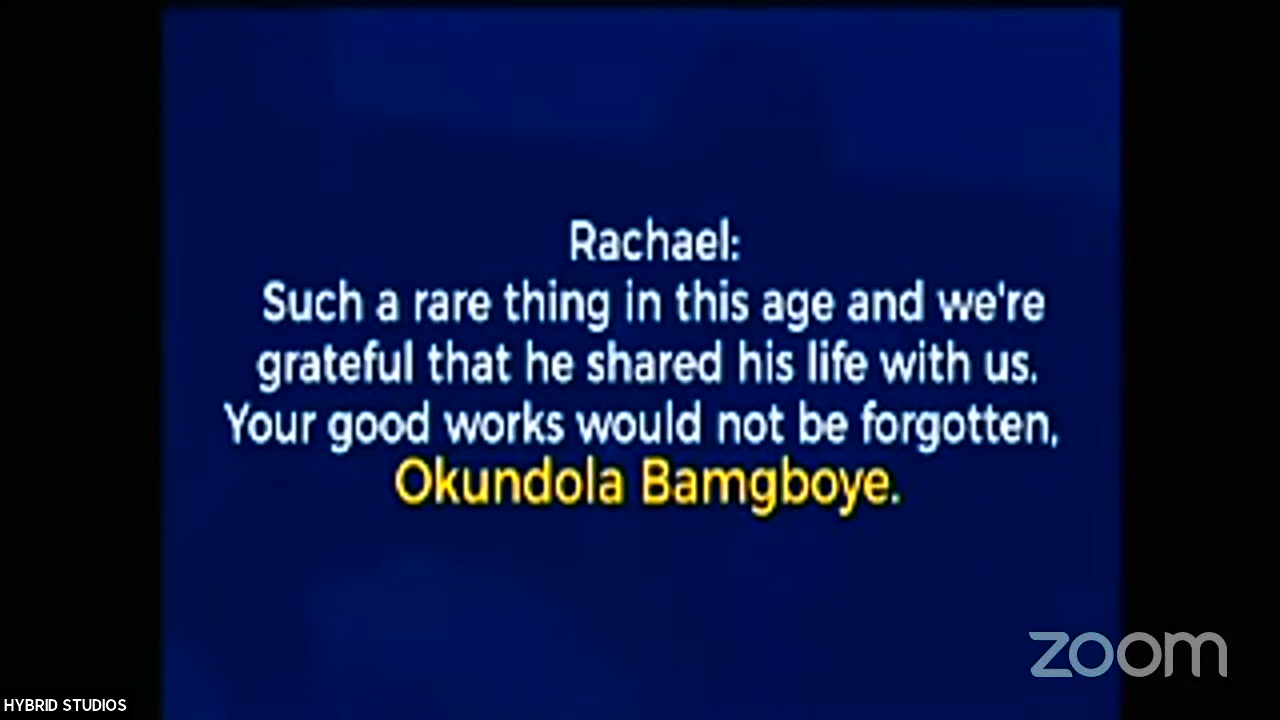 Rachael:
Such a rare thing in this age and we're
grateful that he shared his life with us.
Your good works would not be forgotten,
Okundola Bamgboye.
zoom
HYBRID STUDIOS